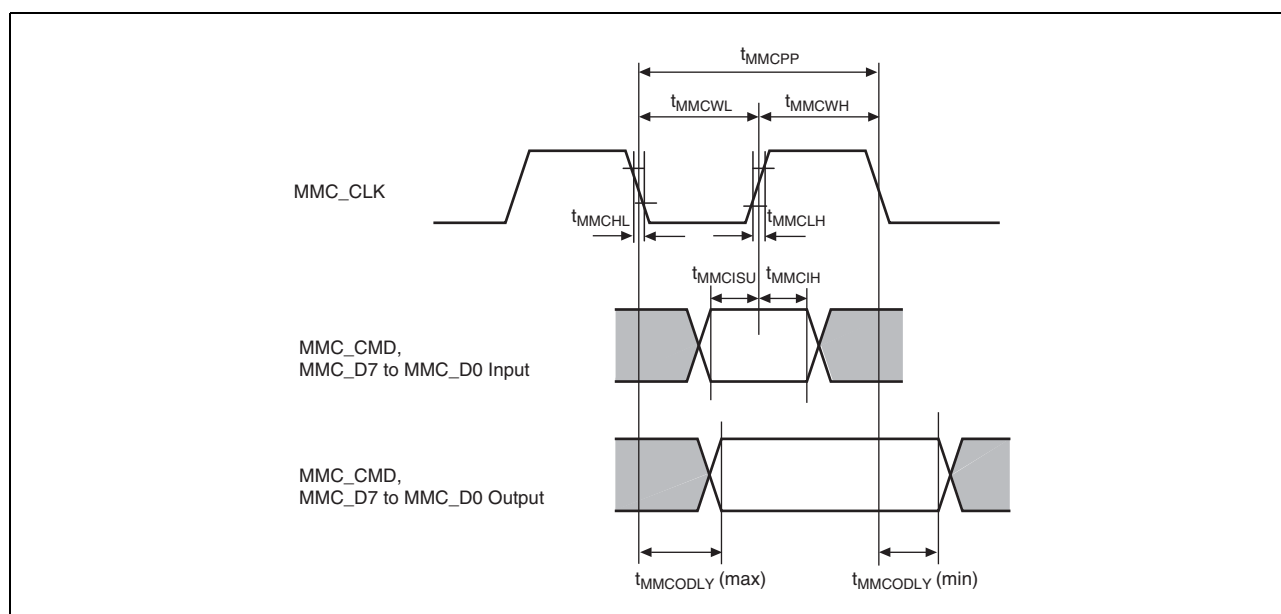 tMMCPP
tMMCWL
tMMCWH
MMC_CLK
tMMCHL
tMMCLH
tMMCISU
tMMCIH
MMC_CMD,
MMC_D7 to MMC_D0 Input
MMC_CMD,
MMC_D7 to MMC_D0 Output
tMMCODLY (max)
tMMCODLY (min)